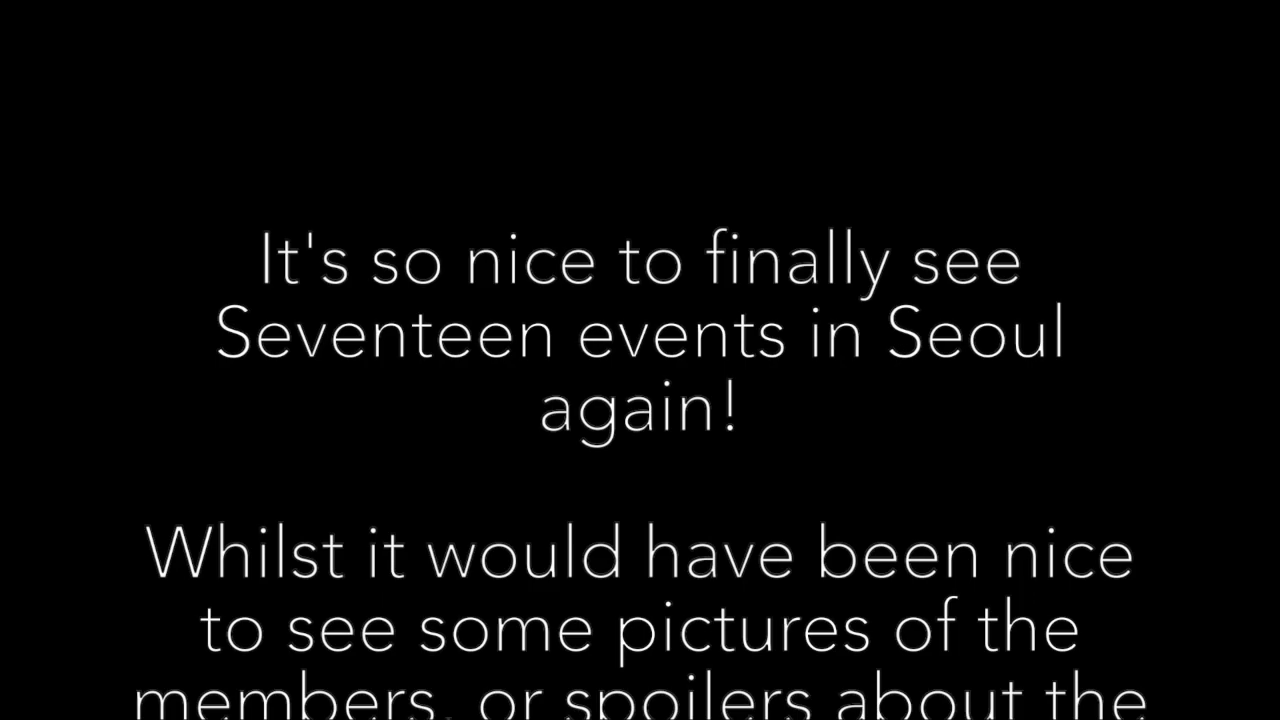 It's so nice to finally see
Seventeen events in Seoul
again!
Whilst it would have been nice
to see some pictures of the
members, or spoilers about the